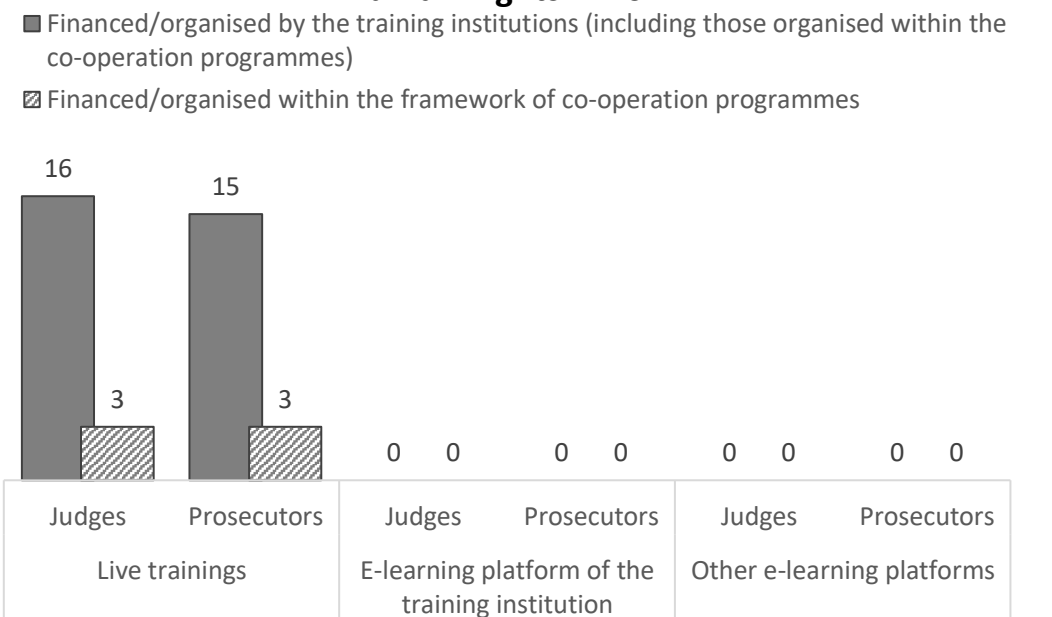 Financed/organised by the training institutions (including those organised within the
co-operation programmes)
Financed/organised within the framework of co-operation programmes
16
15
3
3
0 0 0 0 0 0 0 0
Judges Prosecutors Judges Prosecutors Judges Prosecutors
Live trainings E-learning platform of the Other e-learning platforms
training institution